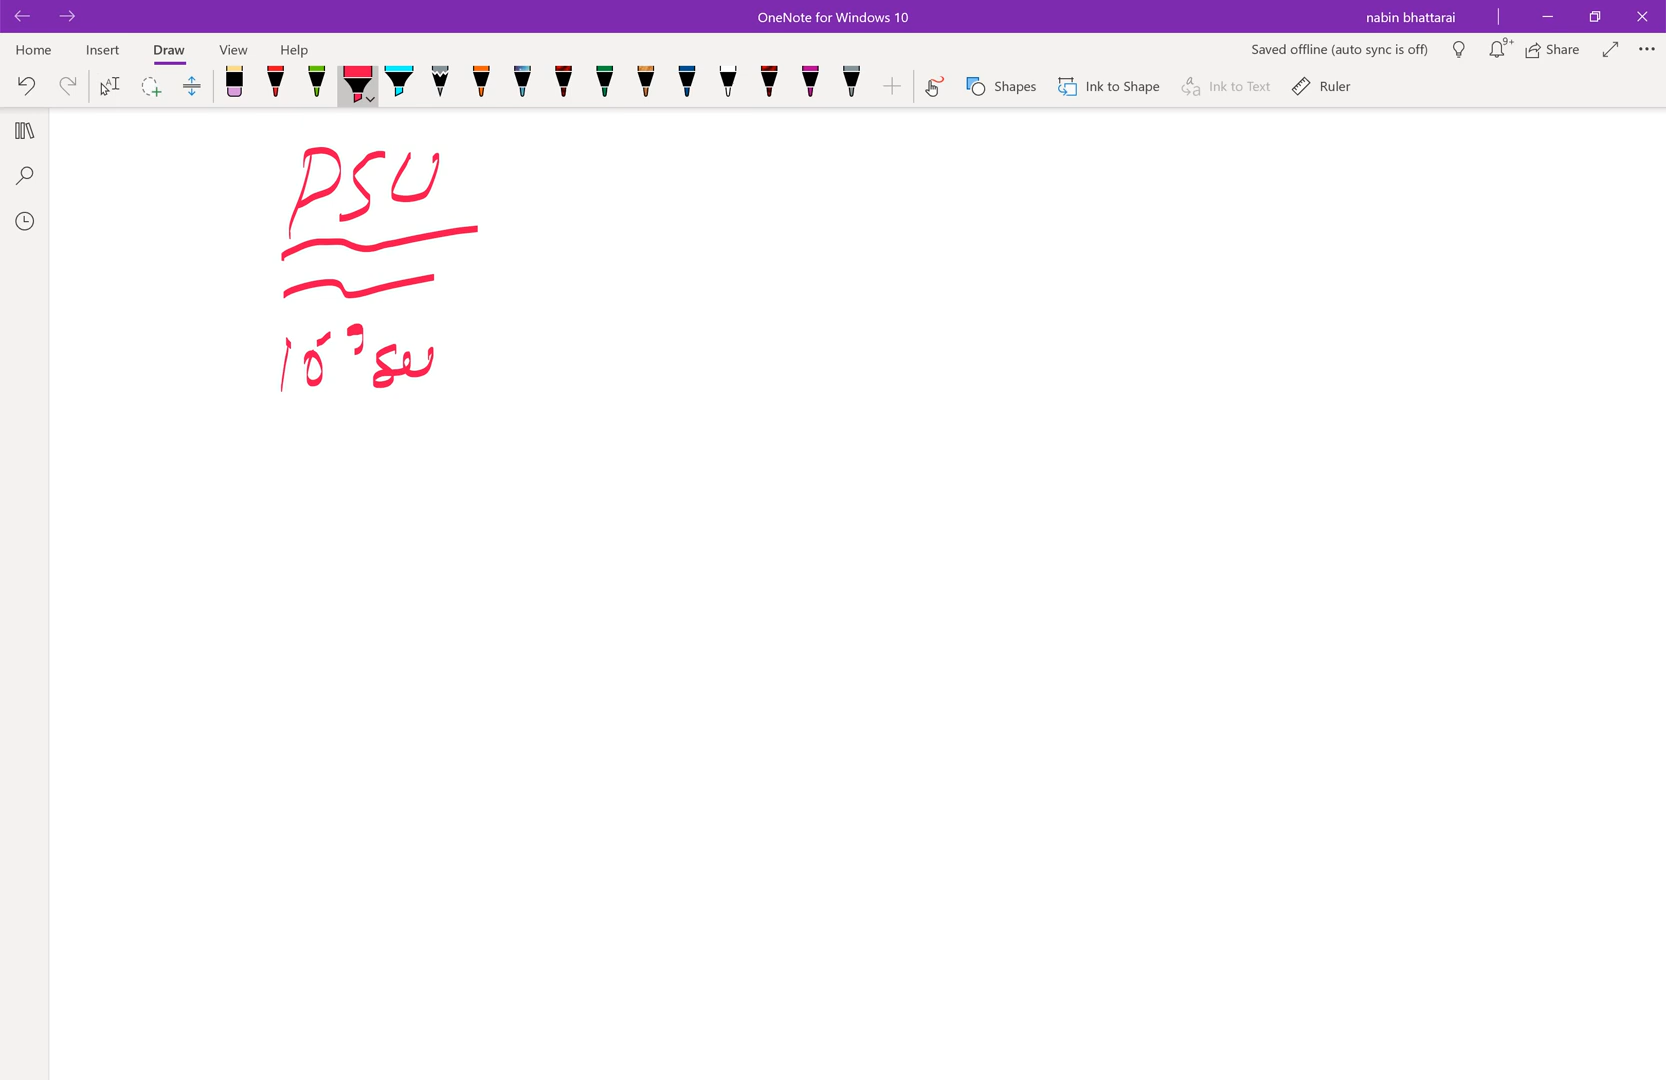 OneNote for Windows 10
nabin bhattarai
Home Insert Draw View Help
Saved offline (auto sync is off) 9+ Share
Shapes Ink to Shape Ink to Text Ruler
PSU